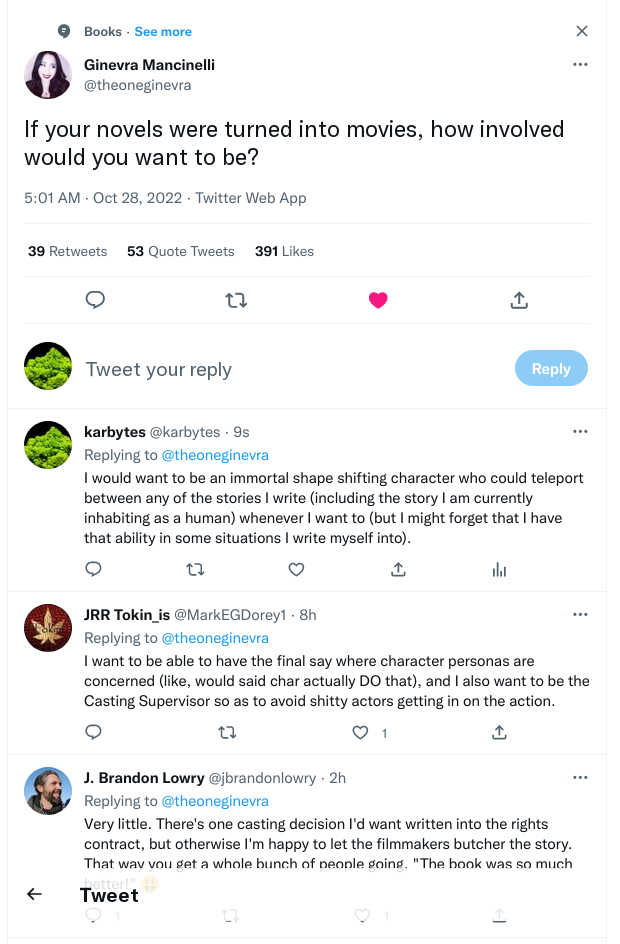 Books · See more
Ginevra Mancinelli
@theoneginevra
If your novels were turned into movies, how involved
would you want to be?
5:01 AM · Oct 28, 2022 · Twitter Web App
39 Retweets 53 Quote Tweets 391 Likes
Tweet your reply
Reply
karbytes @karbytes · 9s
Replying to @theoneginevra
I would want to be an immortal shape shifting character who could teleport
between any of the stories I write (including the story I am currently
inhabiting as a human) whenever I want to (but I might forget that I have
that ability in some situations I write myself into).
JRR Tokin_is @MarkEGDorey1 · 8h
Replying to @theoneginevra
I want to be able to have the final say where character personas are
concerned (like, would said char actually DO that), and I also want to be the
Casting Supervisor so as to avoid shitty actors getting in on the action.
1
J. Brandon Lowry @jbrandonlowry · 2h
Replying to @theoneginevra
Very little. There's one casting decision I'd want written into the rights
contract, but otherwise I'm happy to let the filmmakers butcher the story.
That way you get a whole bunch of people going, "The book was so much
better!" 😃
Tweet
1 1